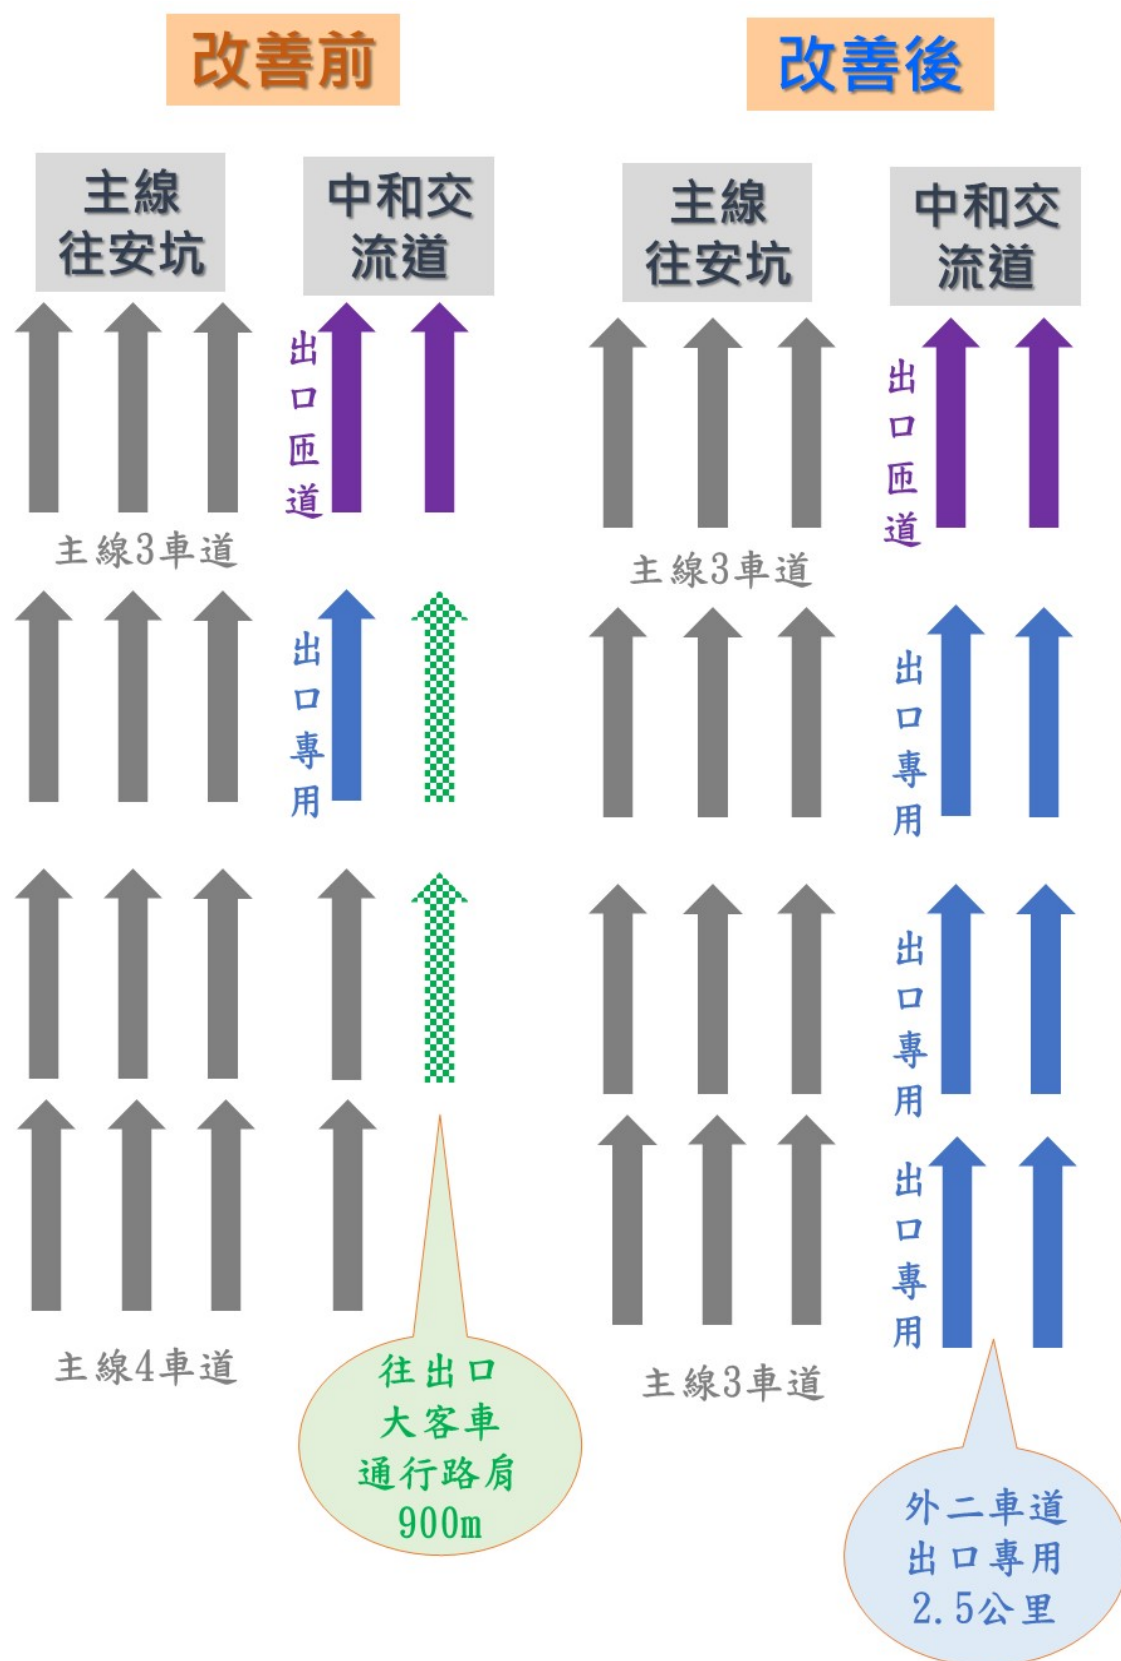 改善前
主線
往安坑
中和交
流道
出口匝道
主線3車道
出口專用
主線4車道
往出口
大客車
通行路肩
900m
改善後
主線
往安坑
中和交
流道
出口匝道
主線3車道
出口專用
出口專用
出口專用
主線3車道
外二車道
出口專用
2.5公里